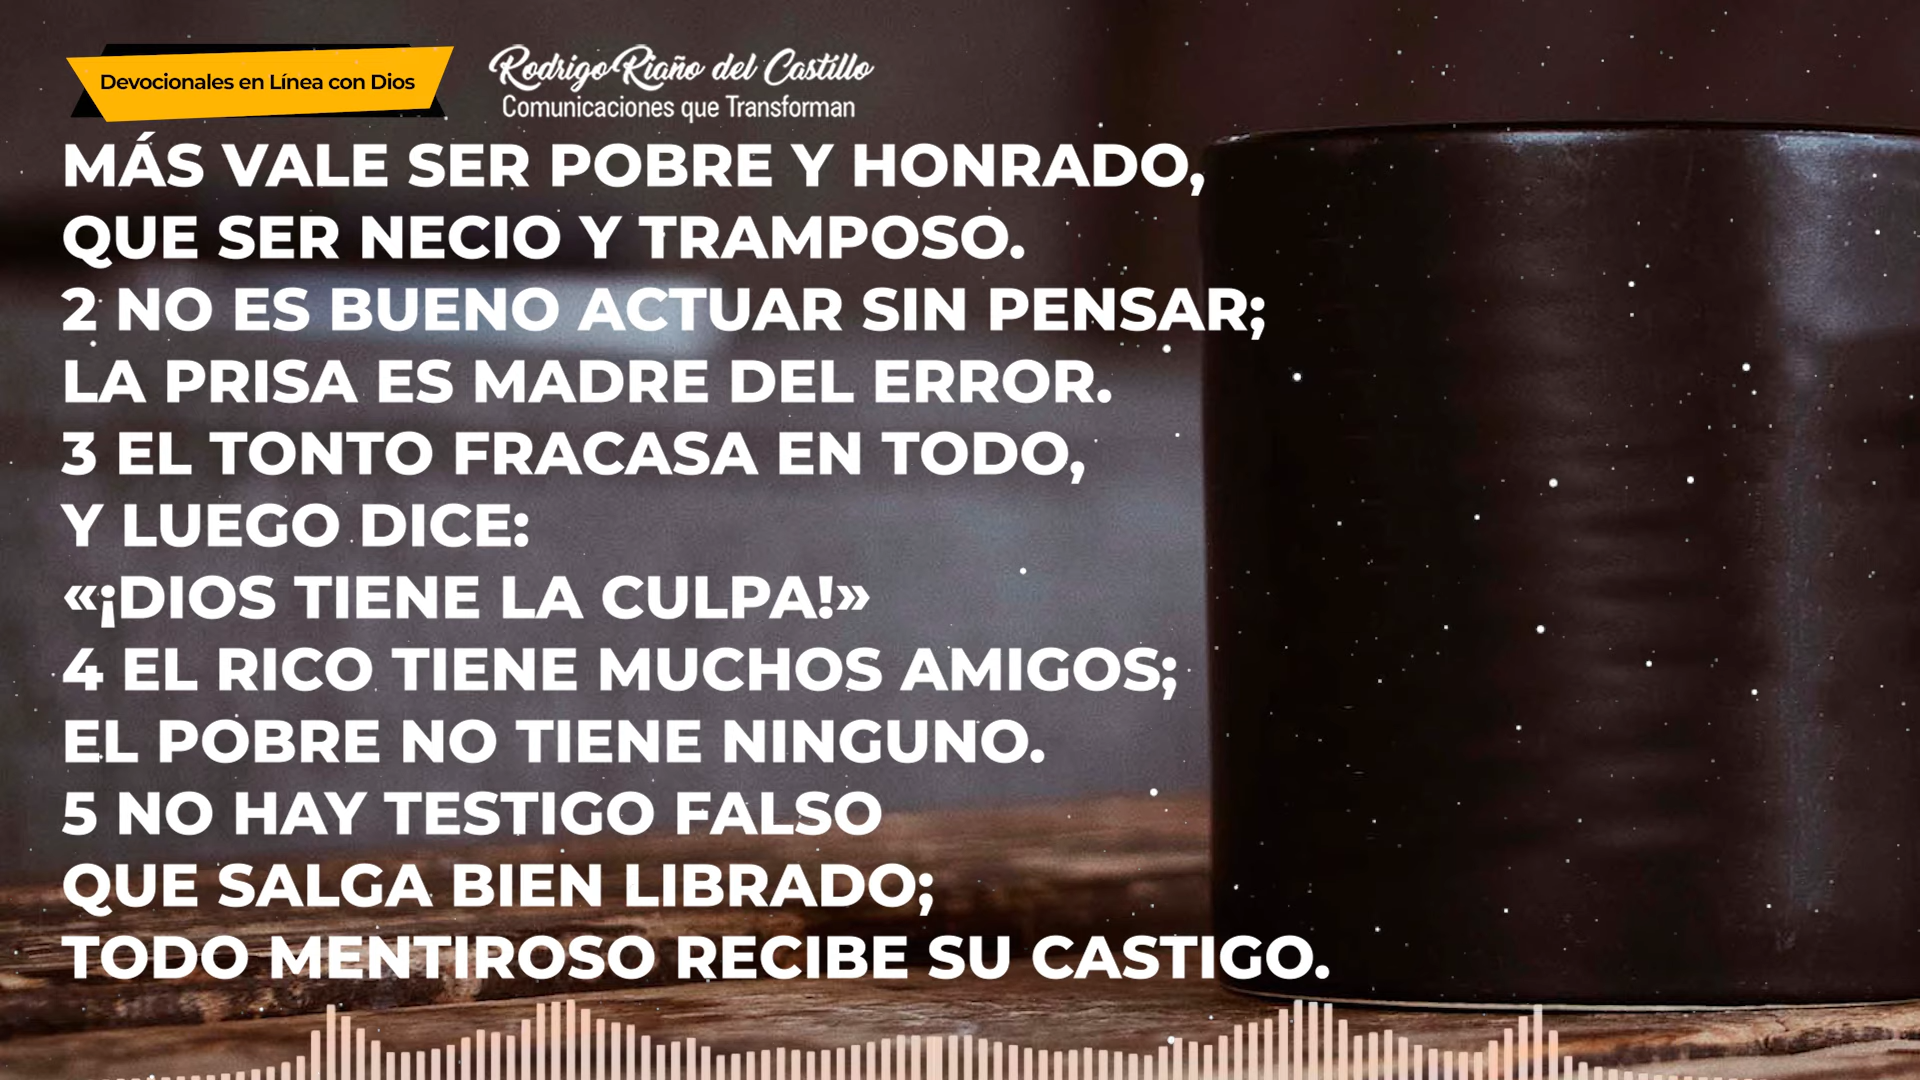 Devocionales en Línea con Dios
Rodrigo Riaño del Castillo
Comunicaciones que Transforman
MÁS VALE SER POBRE Y HONRADO,
QUE SER NECIO Y TRAMPOSO.
2 NO ES BUENO ACTUAR SIN PENSAR;
LA PRISA ES MADRE DEL ERROR.
3 EL TONTO FRACASA EN TODO,
Y LUEGO DICE:
«¡DIOS TIENE LA CULPA!»
4 EL RICO TIENE MUCHOS AMIGOS;
EL POBRE NO TIENE NINGUNO.
5 NO HAY TESTIGO FALSO
QUE SALGA BIEN LIBRADO;
TODO MENTIROSO RECIBE SU CASTIGO.